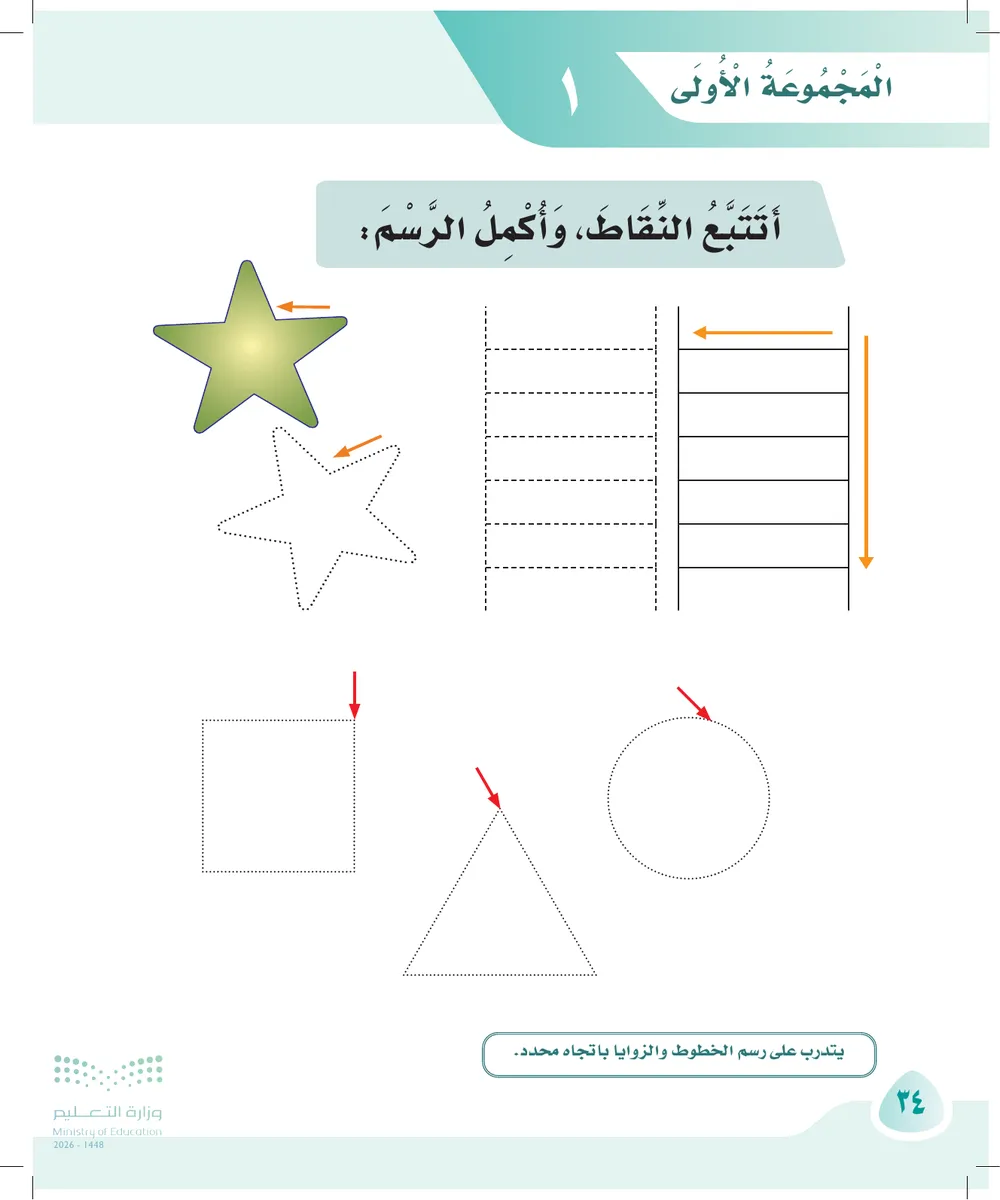 الْمَجْمُوعَةُ الْأُولَى
١
أَتَتَبَّعُ النِّقَاطَ، وَأُكْمِلُ الرَّسْمَ :
يتدرب على رسم الخطوط والزوايا باتجاه محدد.
٣٤
وزارة التعـــليم
Ministry of Education
2026 - 1448